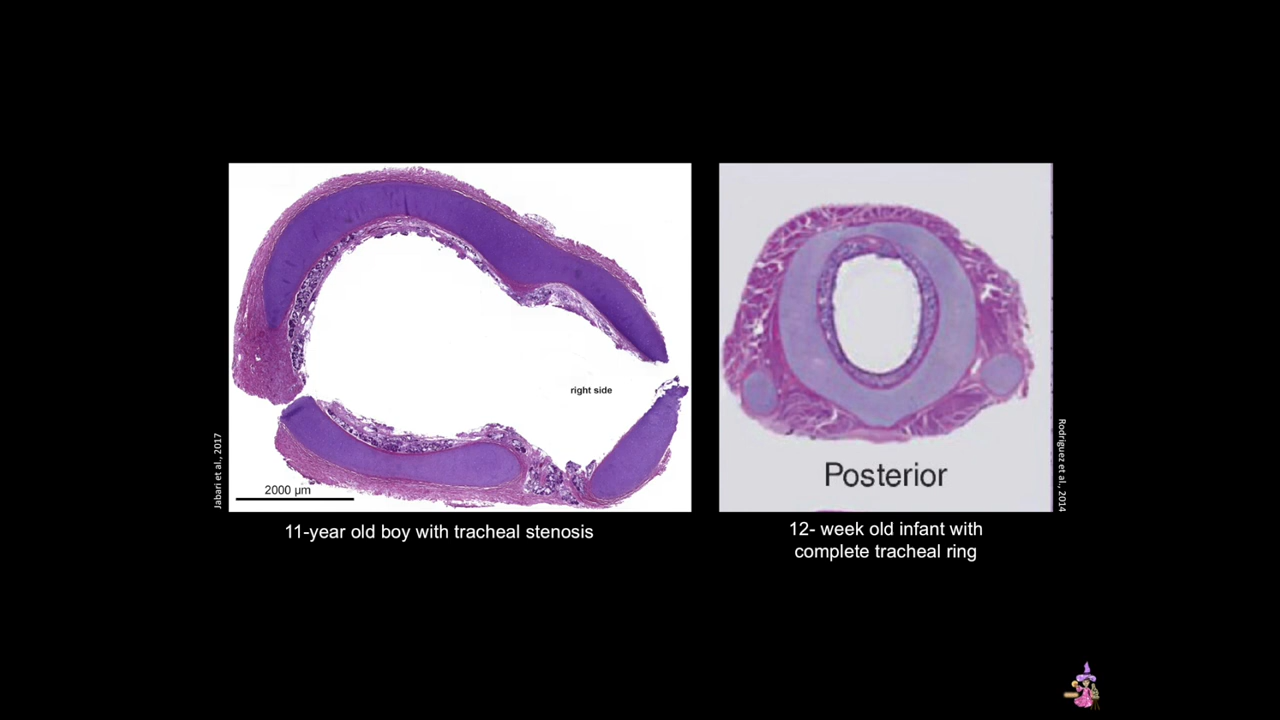 right side
2000 µm
Jabari et al., 2017
11-year old boy with tracheal stenosis
Posterior
Rodriguez et al., 2014
12- week old infant with
complete tracheal ring